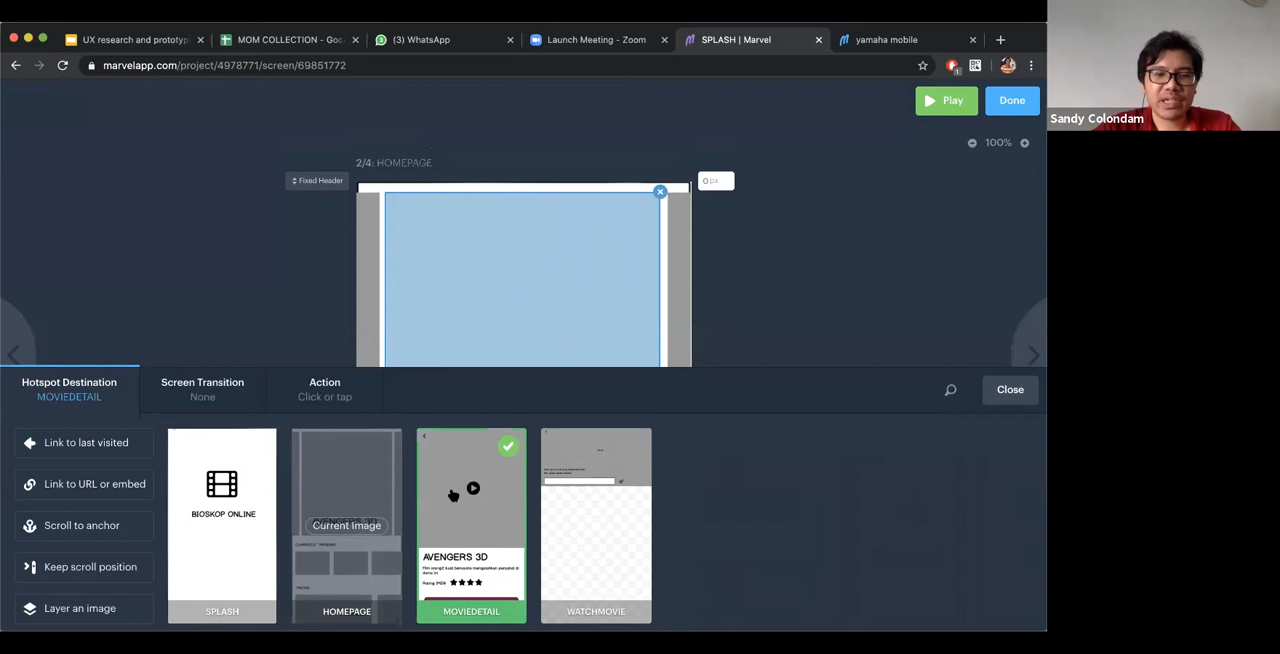 UX research and prototyp
MOM COLLECTION - Goo
(3) WhatsApp
Launch Meeting - Zoom
SPLASH | Marvel
yamaha mobile
marvelapp.com/project/4978771/screen/69851772
1
Play
Done
Sandy Colondam
100%
2/4: HOMEPAGE
Fixed Header
0 px
Hotspot Destination
MOVIEDETAIL
Screen Transition
None
Action
Click or tap
Close
Link to last visited
Link to URL or embed
Scroll to anchor
Keep scroll position
Layer an image
BIOSKOP ONLINE
SPLASH
AVENGERS 3D
Current Image
HOMEPAGE
AVENGERS 3D
MOVIEDETAIL
WATCHMOVIE